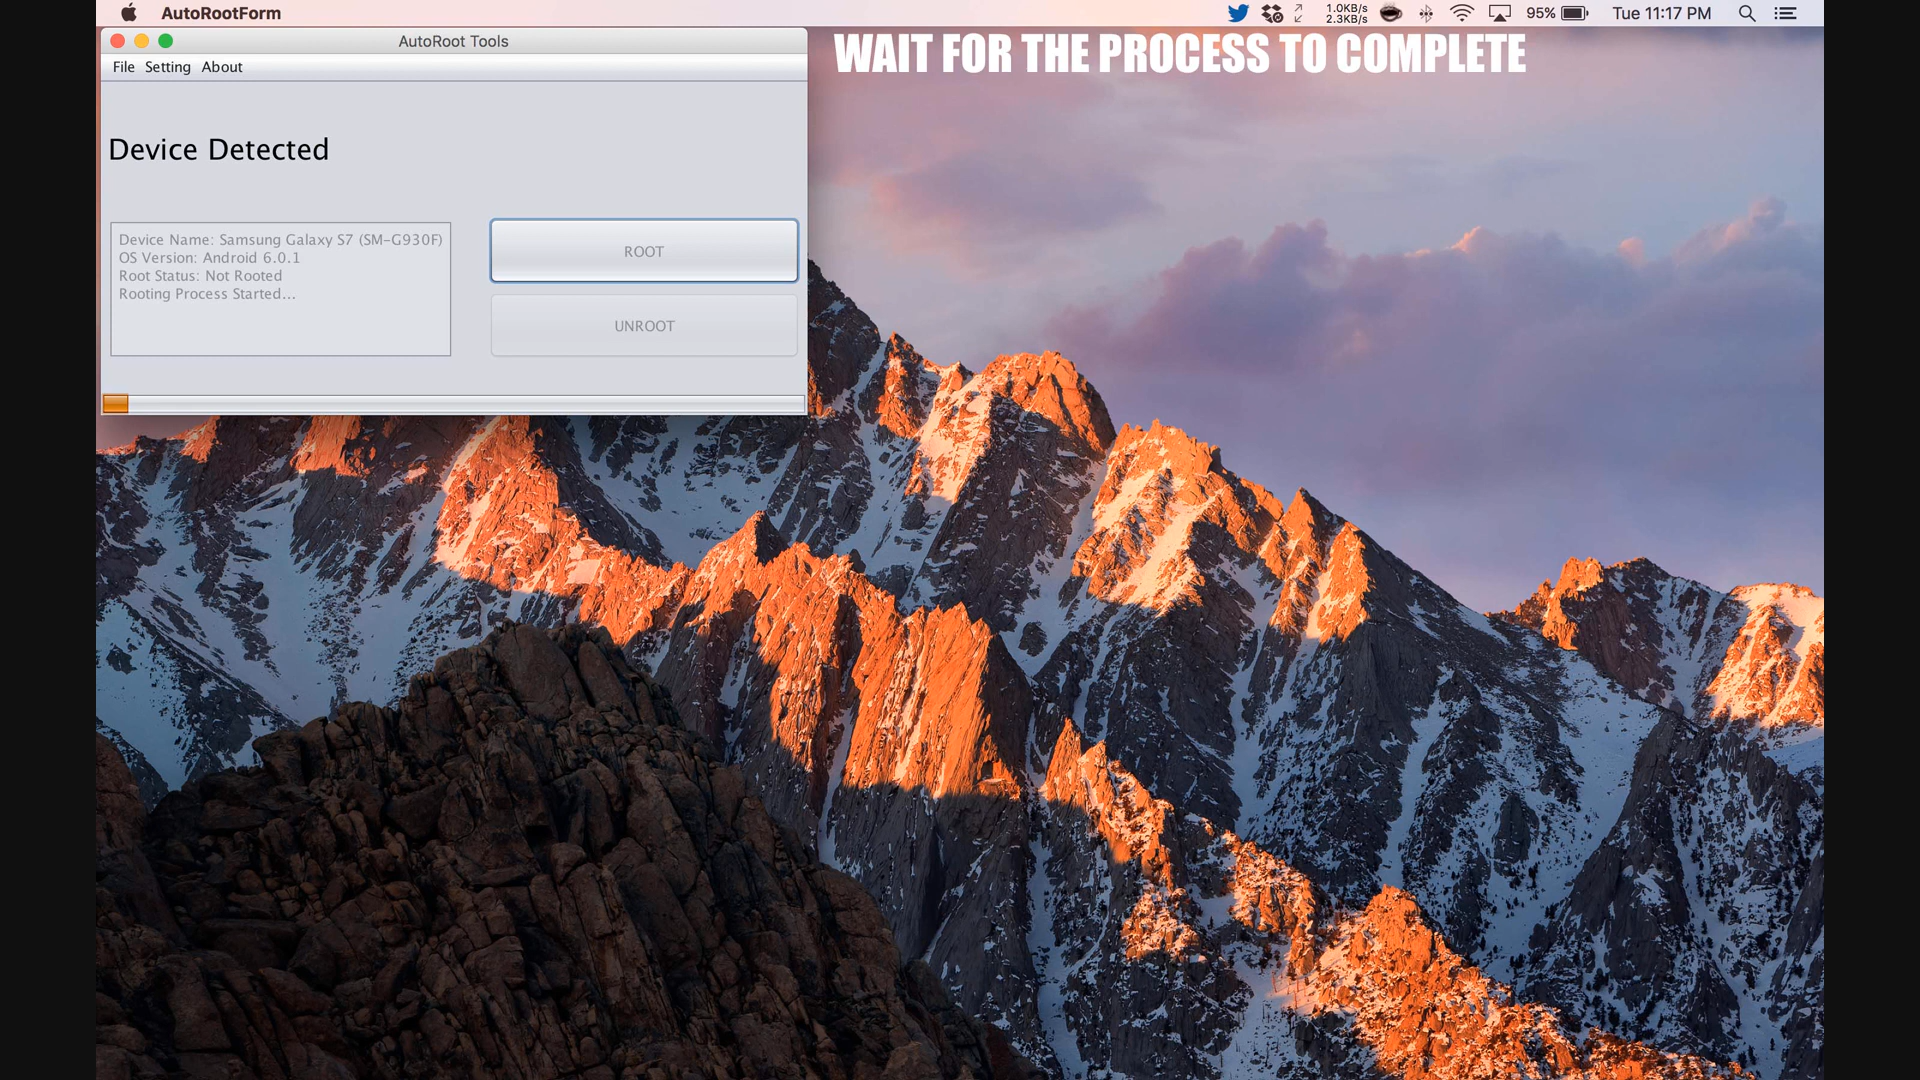 AutoRootForm
1.0KB/s
2.3KB/s
95%
Tue 11:17 PM
AutoRoot Tools
WAIT FOR THE PROCESS TO COMPLETE
File Setting About
Device Detected
Device Name: Samsung Galaxy S7 (SM-G930F)
OS Version: Android 6.0.1
Root Status: Not Rooted
Rooting Process Started...
ROOT
UNROOT